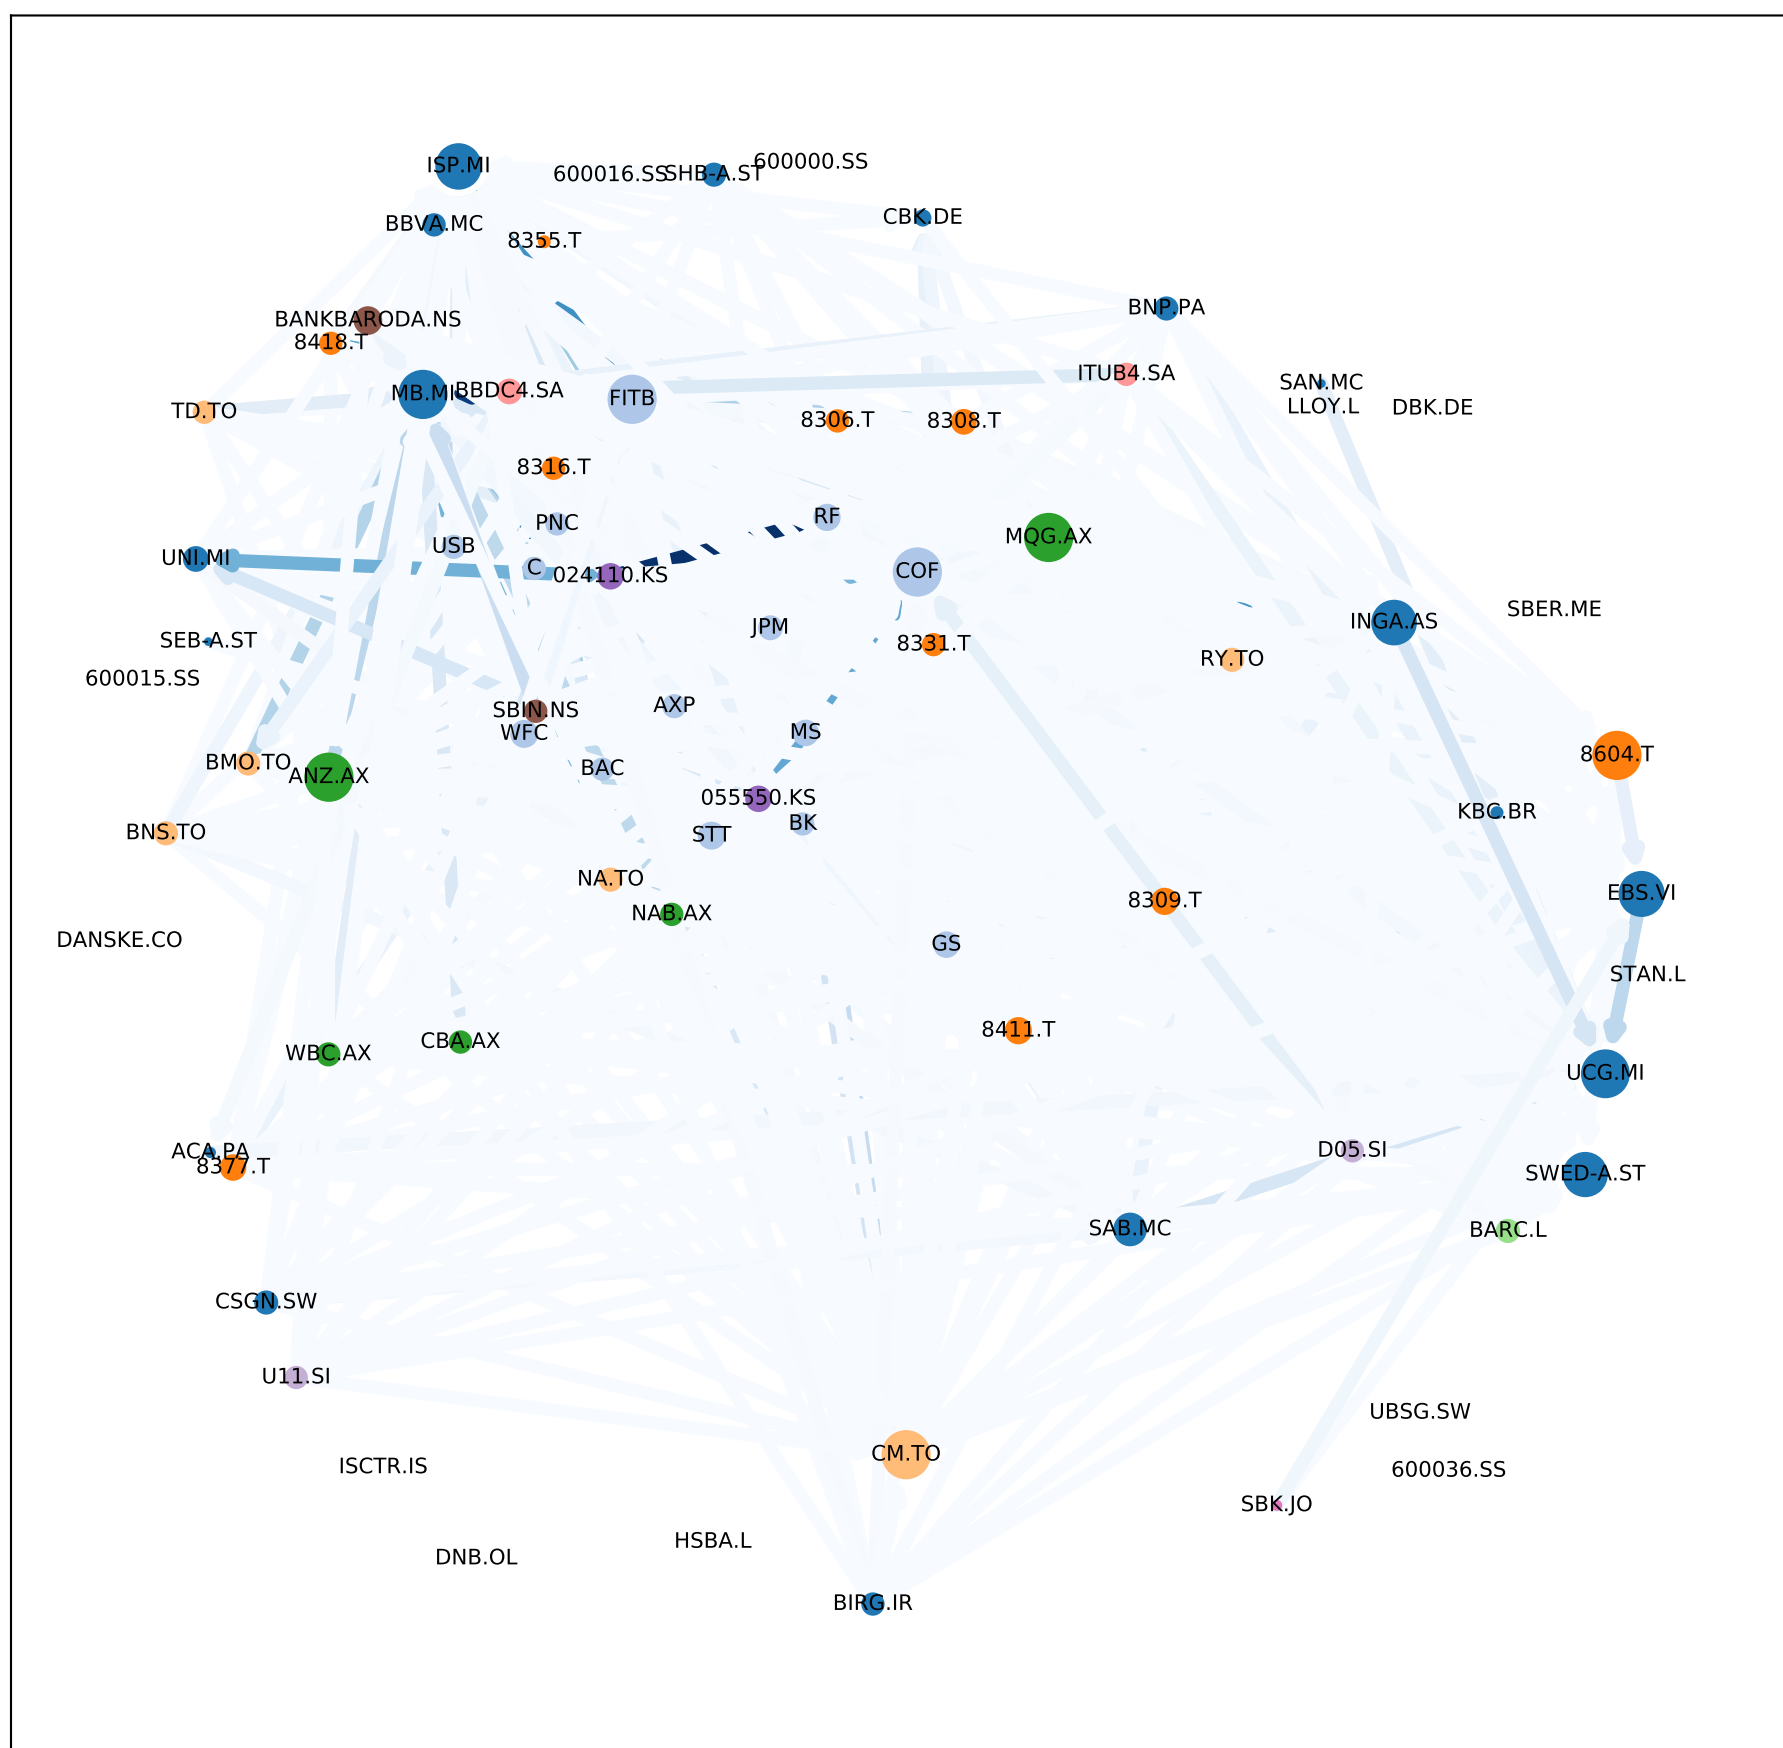 ISP.MI
600016.SS
SHB-A.ST
600000.SS
BBVA.MC
CBK.DE
8355.T
BNP.PA
BANKBARODA.NS
8418.T
ITUB4.SA
SAN.MC
MB.MI
BBDC4.SA
FITB
TD.TO
LLOY.L
DBK.DE
8306.T
8308.T
8316.T
RF
PNC
MQG.AX
USB
UNI.MI
C
024110.KS
COF
SBER.ME
INGA.AS
JPM
SEB-A.ST
8331.T
RY.TO
600015.SS
SBIN.NS
AXP
WFC
MS
8604.T
BMO.TO
ANZ.AX
BAC
055550.KS
KBC.BR
BNS.TO
STT
BK
NA.TO
NAB.AX
8309.T
EBS.VI
DANSKE.CO
GS
STAN.L
8411.T
WBC.AX
CBA.AX
UCG.MI
ACA.PA
8377.T
D05.SI
SWED-A.ST
SAB.MC
BARC.L
CSGN.SW
U11.SI
UBSG.SW
CM.TO
ISCTR.IS
600036.SS
SBK.JO
HSBA.L
DNB.OL
BIRG.IR